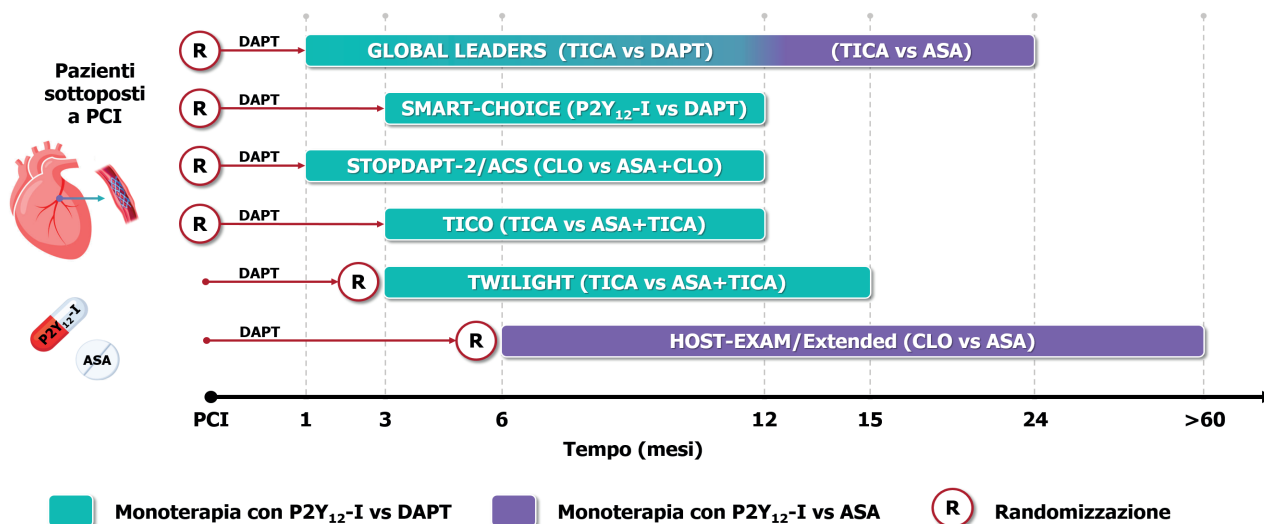 Pazienti
sottoposti
a PCI
R DAPT GLOBAL LEADERS (TICA vs DAPT) (TICA vs ASA)
R DAPT SMART-CHOICE (P2Y₁₂-I vs DAPT)
R DAPT STOPDAPT-2/ACS (CLO vs ASA+CLO)
R DAPT TICO (TICA vs ASA+TICA)
DAPT R TWILIGHT (TICA vs ASA+TICA)
DAPT R HOST-EXAM/Extended (CLO vs ASA)
P2Y₁₂-I
ASA
PCI 1 3 6 12 15 24 >60
Tempo (mesi)
Monoterapia con P2Y₁₂-I vs DAPT Monoterapia con P2Y₁₂-I vs ASA R Randomizzazione